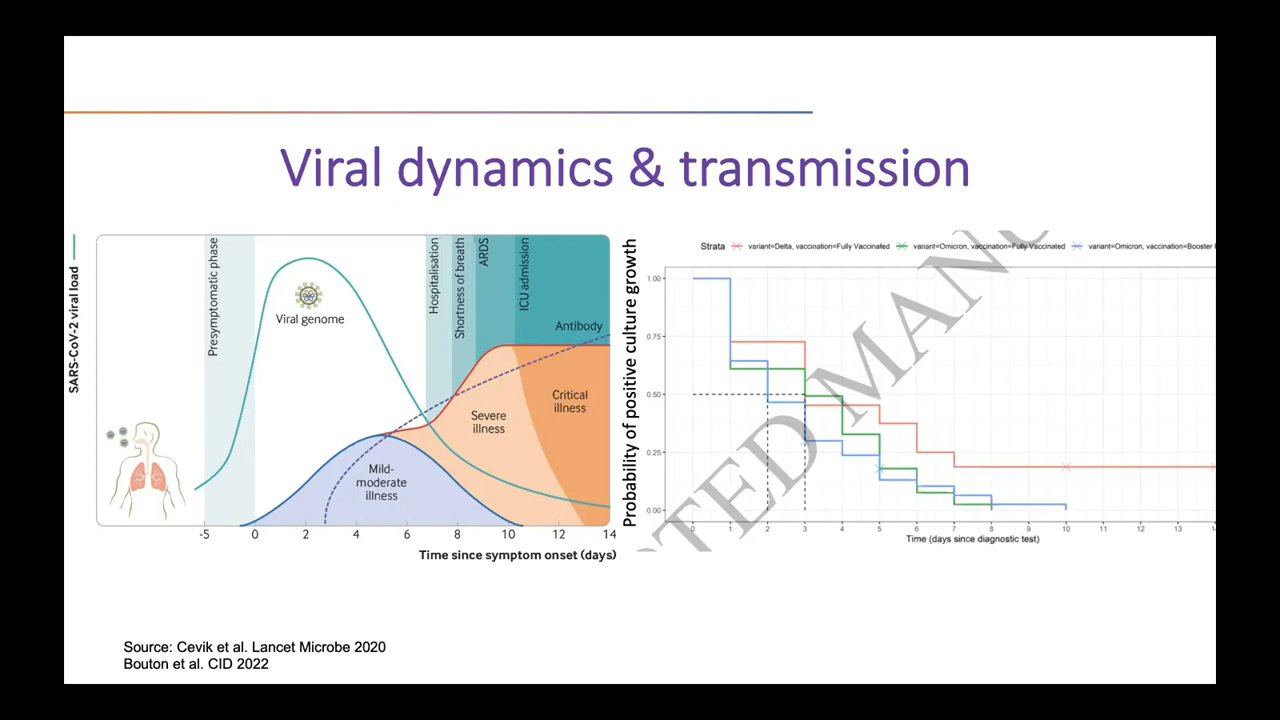 Viral dynamics & transmission
SARS-CoV-2 viral load
Presymptomatic phase
Viral genome
Hospitalisation
Shortness of breath
ARDS
ICU admission
Antibody
Mild-
moderate
illness
Severe
illness
Critical
illness
-5 0 2 4 6 8 10 12 14
Time since symptom onset (days)
Probability of positive culture growth
Strata variant=Delta, vaccination=Fully Vaccinated variant=Omicron, vaccination=Fully Vaccinated variant=Omicron, vaccination=Booster
1.00
0.75
0.50
0.25
0.00
0 1 2 3 4 5 6 7 8 9 10 11 12 13
Time (days since diagnostic test)
TED MANU
Source: Cevik et al. Lancet Microbe 2020
Bouton et al. CID 2022